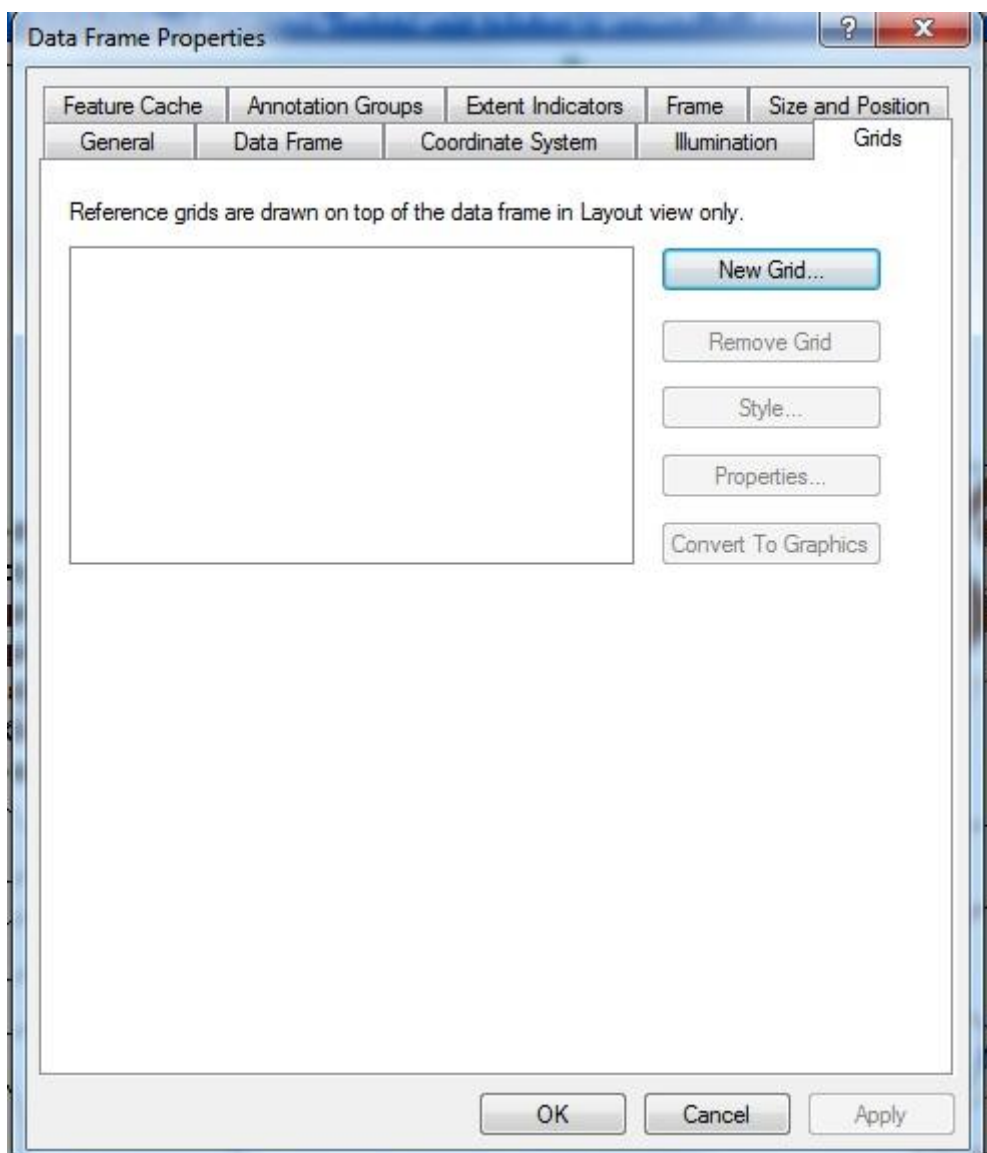 Data Frame Properties
?
X
Feature Cache Annotation Groups Extent Indicators Frame Size and Position
General Data Frame Coordinate System Illumination Grids
Reference grids are drawn on top of the data frame in Layout view only.
New Grid...
Remove Grid
Style...
Properties...
Convert To Graphics
OK Cancel Apply